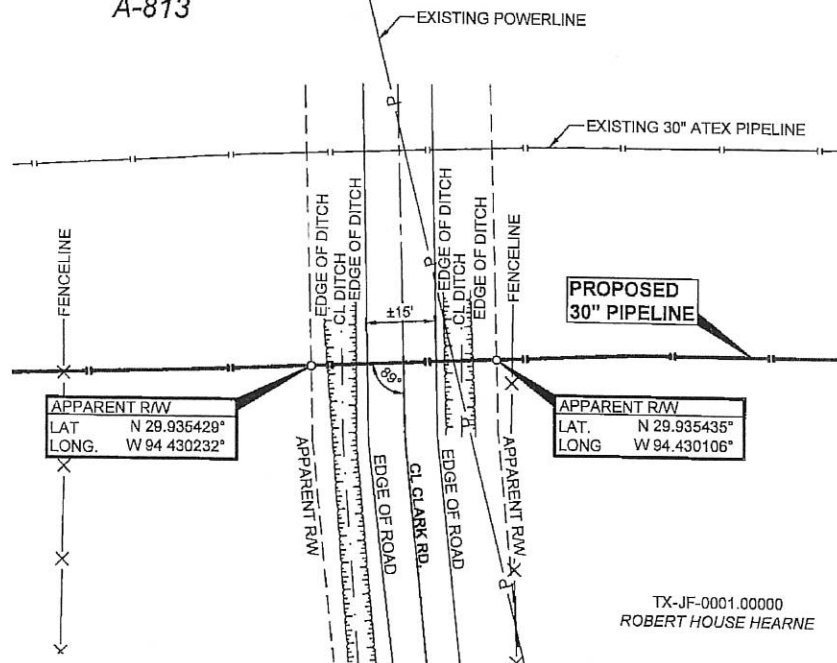 A-813
EXISTING POWERLINE
EXISTING 30" ATEX PIPELINE
P
FENCELINE
EDGE OF DITCH
CL DITCH
EDGE OF DITCH
P
EDGE OF DITCH
CL DITCH
EDGE OF DITCH
FENCELINE
±15'
PROPOSED
30" PIPELINE
89°
APPARENT R/W
LAT N 29.935429°
LONG. W 94.430232°
APPARENT R/W
LAT. N 29.935435°
LONG W 94.430106°
P
APPARENT R/W
EDGE OF ROAD
CL CLARK RD.
EDGE OF ROAD
APPARENT R/W
P
TX-JF-0001.00000
ROBERT HOUSE HEARNE